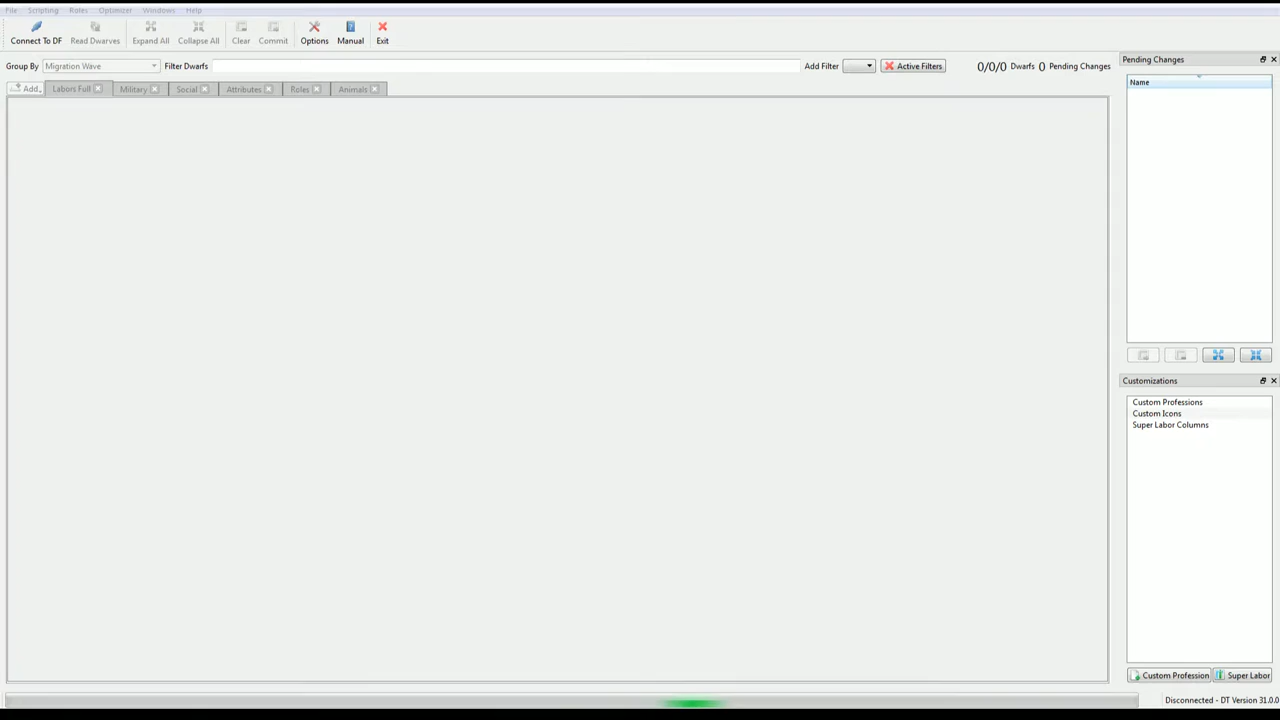 File Scripting Roles Optimizer Windows Help
Connect To DF Read Dwarves Expand All Collapse All Clear Commit Options Manual Exit
Group By Migration Wave Filter Dwarfs Add Filter Active Filters 0/0/0 Dwarfs 0 Pending Changes
Add.. Labors Full Military Social Attributes Roles Animals
Pending Changes
Name
Customizations
Custom Professions
Custom Icons
Super Labor Columns
Custom Profession Super Labor
Disconnected - DT Version 31.0.0